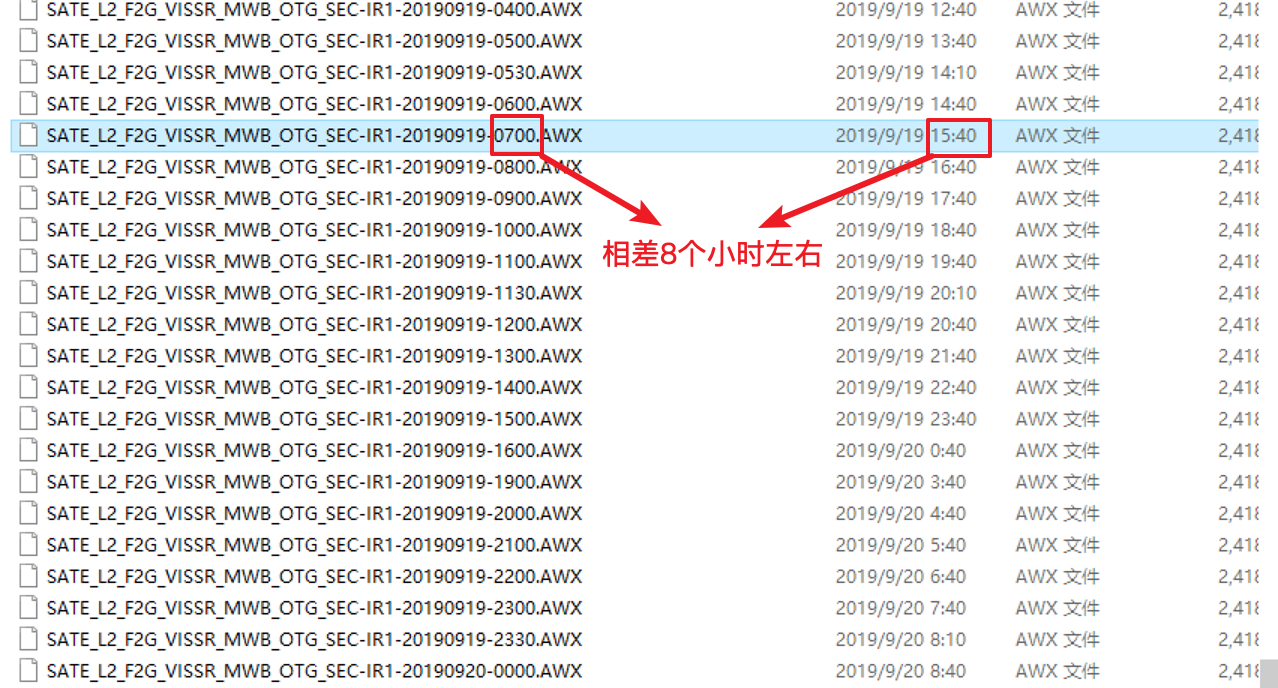 SATE_L2_F2G_VISSR_MWB_OTG_SEC-IR1-20190919-0400.AWX 2019/9/19 12:40 AWX 文件 2,418
SATE_L2_F2G_VISSR_MWB_OTG_SEC-IR1-20190919-0500.AWX 2019/9/19 13:40 AWX 文件 2,418
SATE_L2_F2G_VISSR_MWB_OTG_SEC-IR1-20190919-0530.AWX 2019/9/19 14:10 AWX 文件 2,418
SATE_L2_F2G_VISSR_MWB_OTG_SEC-IR1-20190919-0600.AWX 2019/9/19 14:40 AWX 文件 2,418
SATE_L2_F2G_VISSR_MWB_OTG_SEC-IR1-20190919-0700.AWX 2019/9/19 15:40 AWX 文件 2,418
SATE_L2_F2G_VISSR_MWB_OTG_SEC-IR1-20190919-0800.AWX 2019/9/19 16:40 AWX 文件 2,418
SATE_L2_F2G_VISSR_MWB_OTG_SEC-IR1-20190919-0900.AWX 2019/9/19 17:40 AWX 文件 2,418
SATE_L2_F2G_VISSR_MWB_OTG_SEC-IR1-20190919-1000.AWX 2019/9/19 18:40 AWX 文件 2,418
相差8个小时左右
SATE_L2_F2G_VISSR_MWB_OTG_SEC-IR1-20190919-1100.AWX 2019/9/19 19:40 AWX 文件 2,418
SATE_L2_F2G_VISSR_MWB_OTG_SEC-IR1-20190919-1130.AWX 2019/9/19 20:10 AWX 文件 2,418
SATE_L2_F2G_VISSR_MWB_OTG_SEC-IR1-20190919-1200.AWX 2019/9/19 20:40 AWX 文件 2,418
SATE_L2_F2G_VISSR_MWB_OTG_SEC-IR1-20190919-1300.AWX 2019/9/19 21:40 AWX 文件 2,418
SATE_L2_F2G_VISSR_MWB_OTG_SEC-IR1-20190919-1400.AWX 2019/9/19 22:40 AWX 文件 2,418
SATE_L2_F2G_VISSR_MWB_OTG_SEC-IR1-20190919-1500.AWX 2019/9/19 23:40 AWX 文件 2,418
SATE_L2_F2G_VISSR_MWB_OTG_SEC-IR1-20190919-1600.AWX 2019/9/20 0:40 AWX 文件 2,418
SATE_L2_F2G_VISSR_MWB_OTG_SEC-IR1-20190919-1900.AWX 2019/9/20 3:40 AWX 文件 2,418
SATE_L2_F2G_VISSR_MWB_OTG_SEC-IR1-20190919-2000.AWX 2019/9/20 4:40 AWX 文件 2,418
SATE_L2_F2G_VISSR_MWB_OTG_SEC-IR1-20190919-2100.AWX 2019/9/20 5:40 AWX 文件 2,418
SATE_L2_F2G_VISSR_MWB_OTG_SEC-IR1-20190919-2200.AWX 2019/9/20 6:40 AWX 文件 2,418
SATE_L2_F2G_VISSR_MWB_OTG_SEC-IR1-20190919-2300.AWX 2019/9/20 7:40 AWX 文件 2,418
SATE_L2_F2G_VISSR_MWB_OTG_SEC-IR1-20190919-2330.AWX 2019/9/20 8:10 AWX 文件 2,418
SATE_L2_F2G_VISSR_MWB_OTG_SEC-IR1-20190920-0000.AWX 2019/9/20 8:40 AWX 文件 2,418